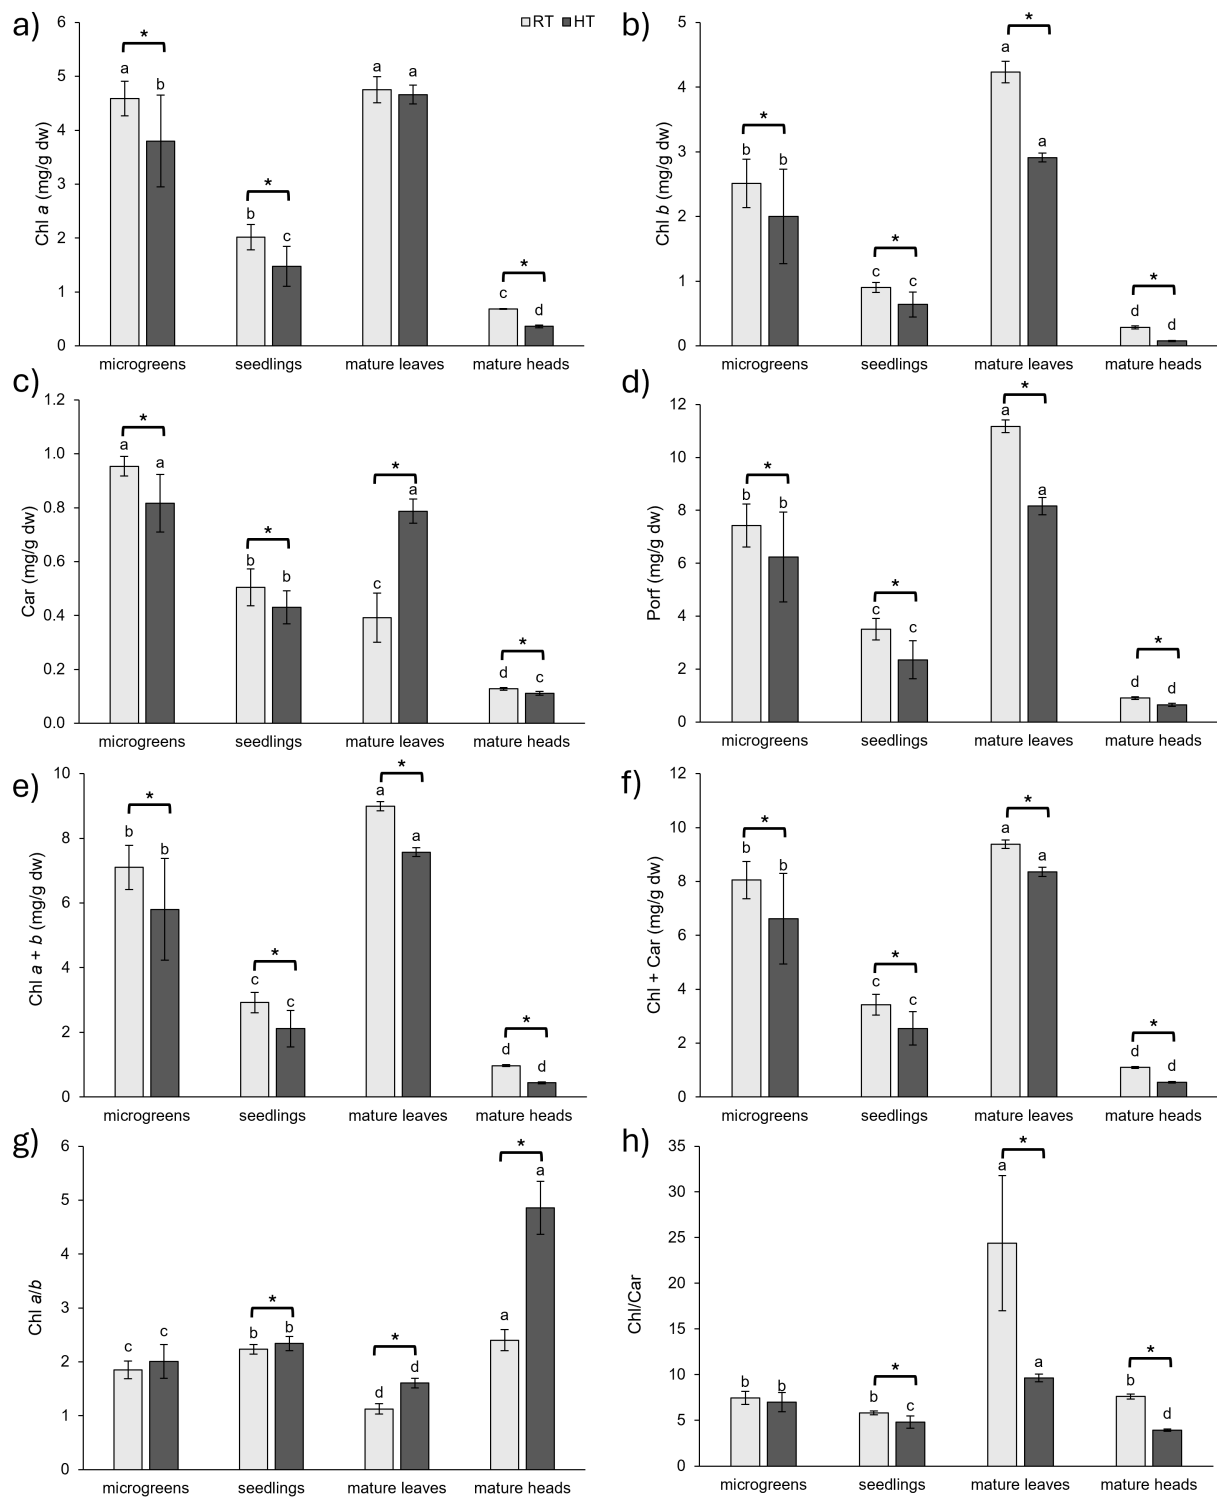 a)
RT HT
6
5
4
3
2
1
0
Chl a (mg/g dw)
*
a
b
*
b
c
a
a
*
c
d
microgreens seedlings mature leaves mature heads
b)
5
4
3
2
1
0
Chl b (mg/g dw)
*
b
b
*
c
c
*
a
a
*
d
d
microgreens seedlings mature leaves mature heads
c)
1.2
1.0
0.8
0.6
0.4
0.2
0.0
Car (mg/g dw)
*
a
a
*
b
b
*
c
a
*
d
c
microgreens seedlings mature leaves mature heads
d)
12
10
8
6
4
2
0
Porf (mg/g dw)
*
b
b
*
c
c
*
a
a
*
d
d
microgreens seedlings mature leaves mature heads
e)
10
8
6
4
2
0
Chl a + b (mg/g dw)
*
b
b
*
c
c
*
a
a
*
d
d
microgreens seedlings mature leaves mature heads
f)
12
10
8
6
4
2
0
Chl + Car (mg/g dw)
*
b
b
*
c
c
*
a
a
*
d
d
microgreens seedlings mature leaves mature heads
g)
6
5
4
3
2
1
0
Chl a/b
c
c
*
b
b
*
d
d
*
a
a
microgreens seedlings mature leaves mature heads
h)
35
30
25
20
15
10
5
0
Chl/Car
b
b
*
b
c
*
a
a
*
b
d
microgreens seedlings mature leaves mature heads